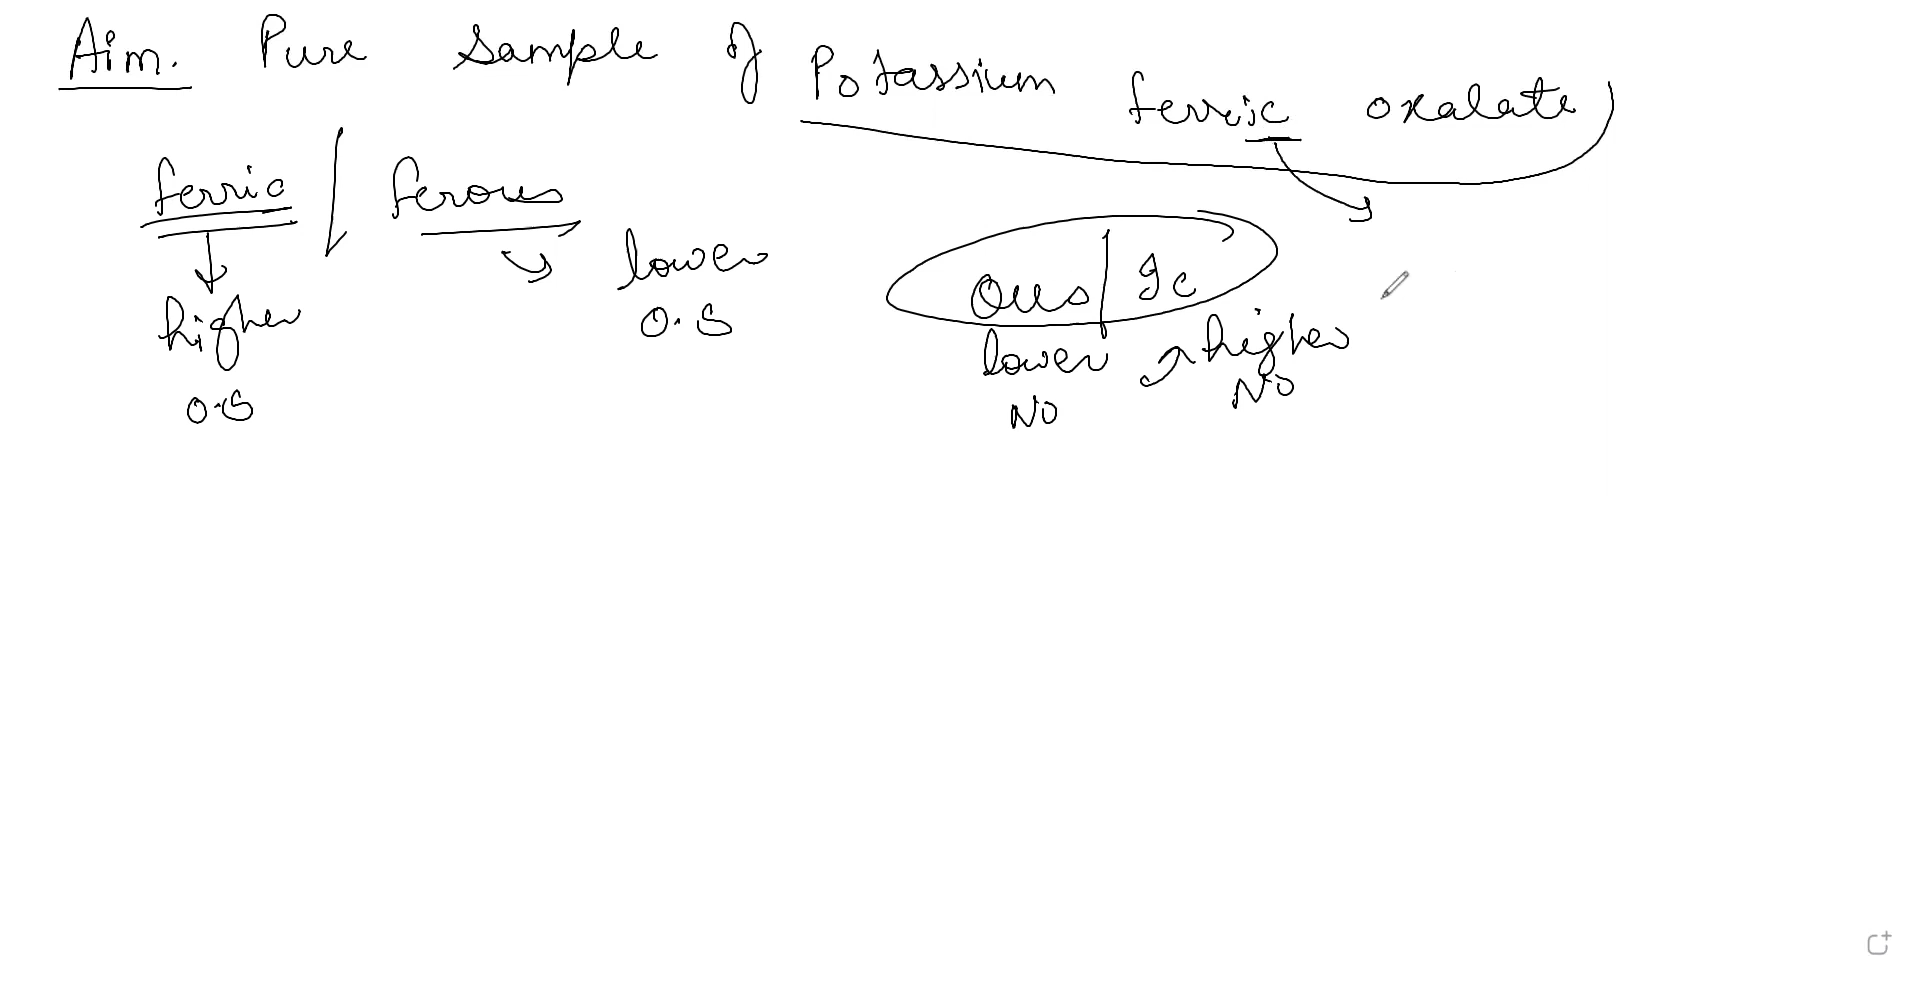 Aim. Pure Sample of Potassium ferric oxalate
ferric / ferous
higher
O.S
lower
O.S
ous | Ic
lower higher
NO NO